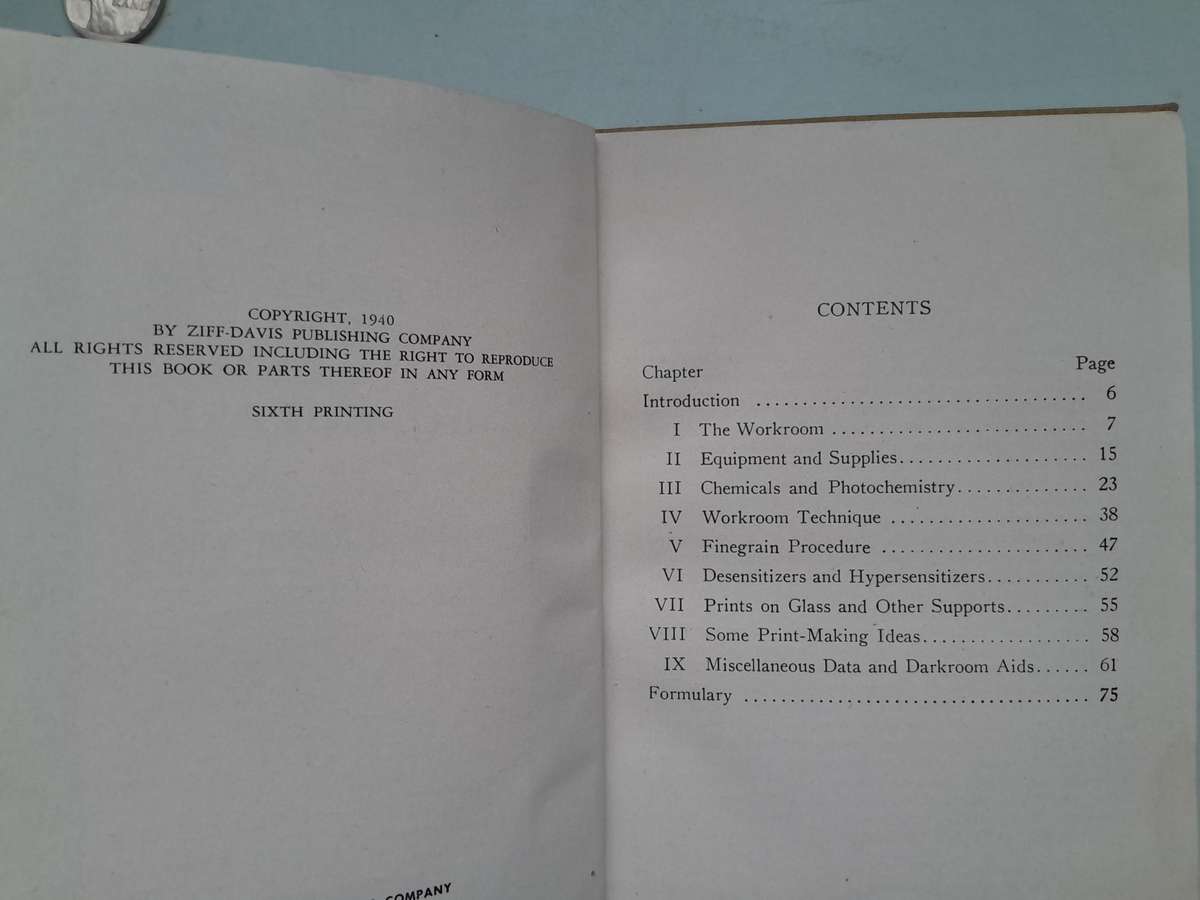 COPYRIGHT, 1940
BY ZIFF-DAVIS PUBLISHING COMPANY
ALL RIGHTS RESERVED INCLUDING THE RIGHT TO REPRODUCE
THIS BOOK OR PARTS THEREOF IN ANY FORM
SIXTH PRINTING
COMPANY
CONTENTS
Chapter Page
Introduction .................................... 6
I The Workroom ........................... 7
II Equipment and Supplies.................... 15
III Chemicals and Photochemistry.............. 23
IV Workroom Technique ..................... 38
V Finegrain Procedure ...................... 47
VI Desensitizers and Hypersensitizers........... 52
VII Prints on Glass and Other Supports......... 55
VIII Some Print-Making Ideas.................. 58
IX Miscellaneous Data and Darkroom Aids...... 61
Formulary ..................................... 75